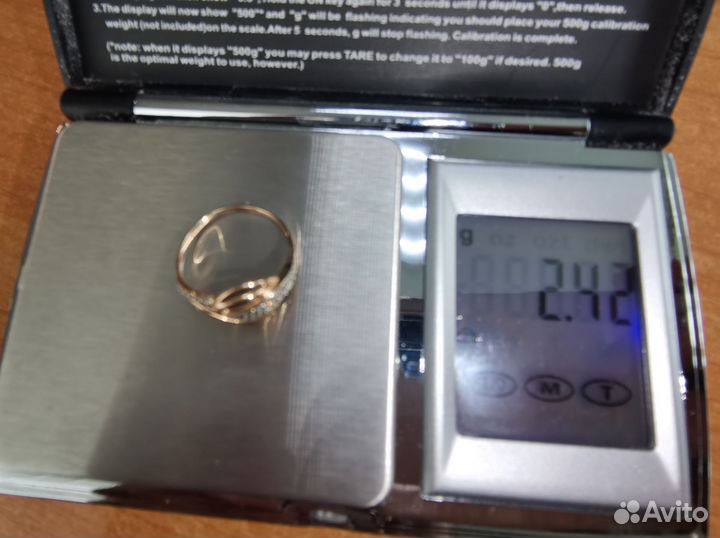 3.The display will now show "500" and "g" will be flashing indicating you should place your 500g calibration
weight (not included)on the scale.After 5 seconds, g will stop flashing. Calibration is complete.
(*note: when it displays "500g" you may press TARE to change it to "100g" if desired. 500g
is the optimal weight to use, however.)
g oz ozt dwt
2.42
M T
Avito